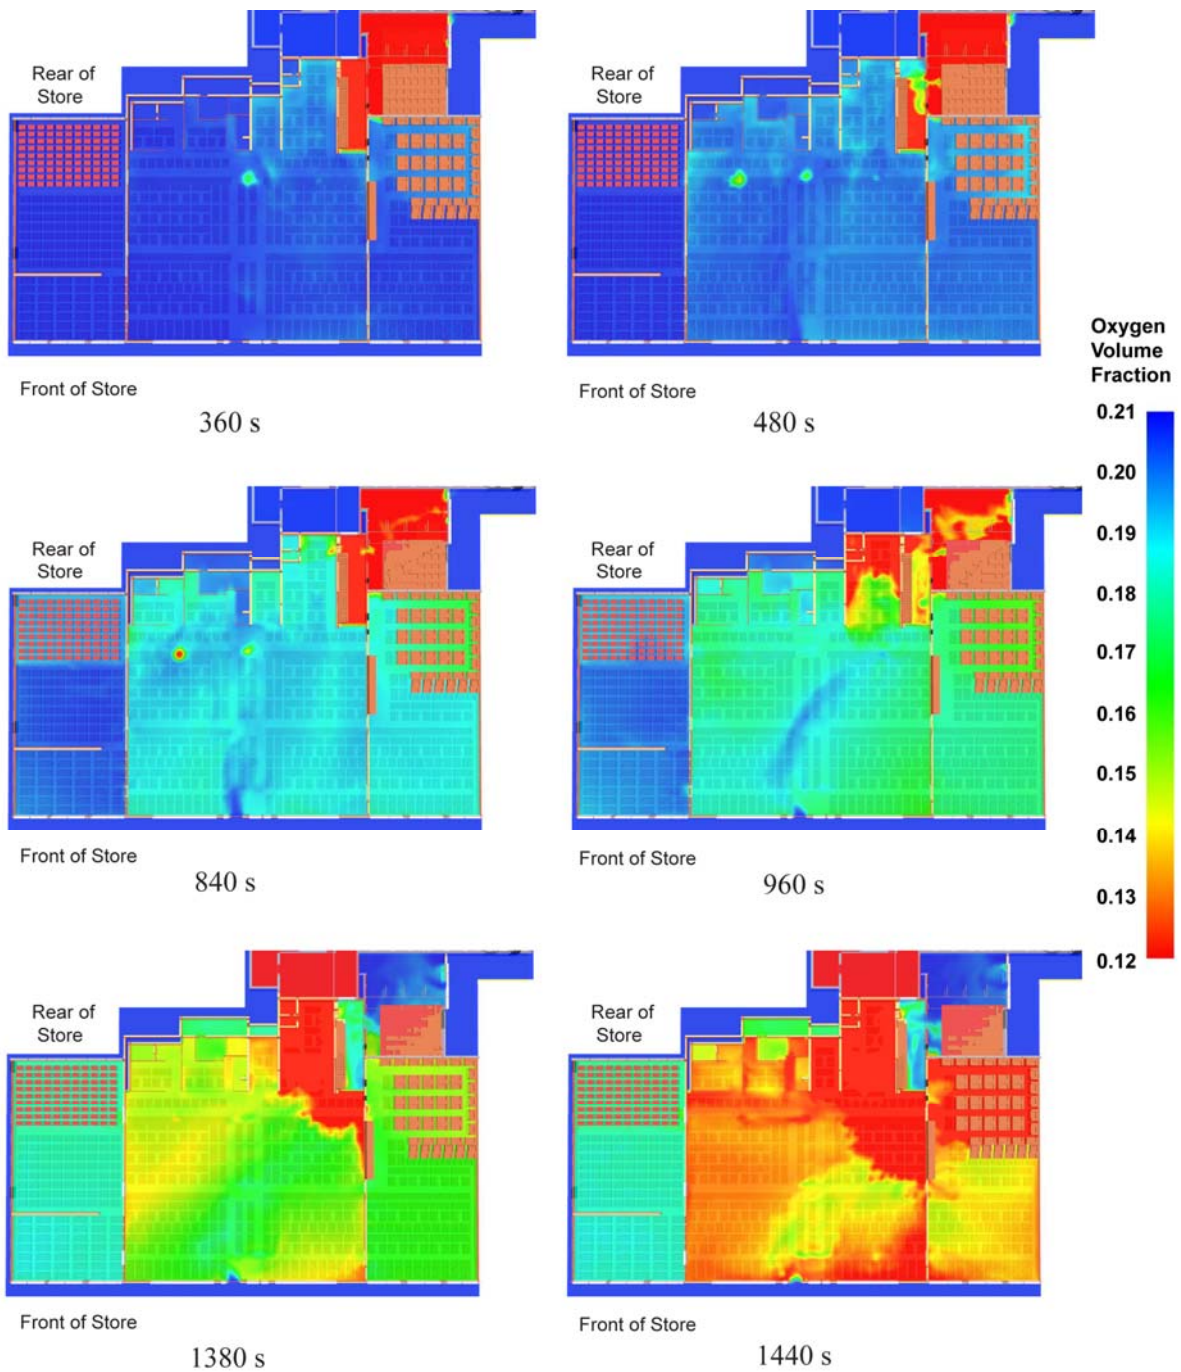 Rear of
Store
Front of Store
360 s
Rear of
Store
Front of Store
480 s
Oxygen
Volume
Fraction
0.21
0.20
0.19
0.18
0.17
0.16
0.15
0.14
0.13
0.12
Rear of
Store
Front of Store
840 s
Rear of
Store
Front of Store
960 s
Rear of
Store
Front of Store
1380 s
Rear of
Store
Front of Store
1440 s